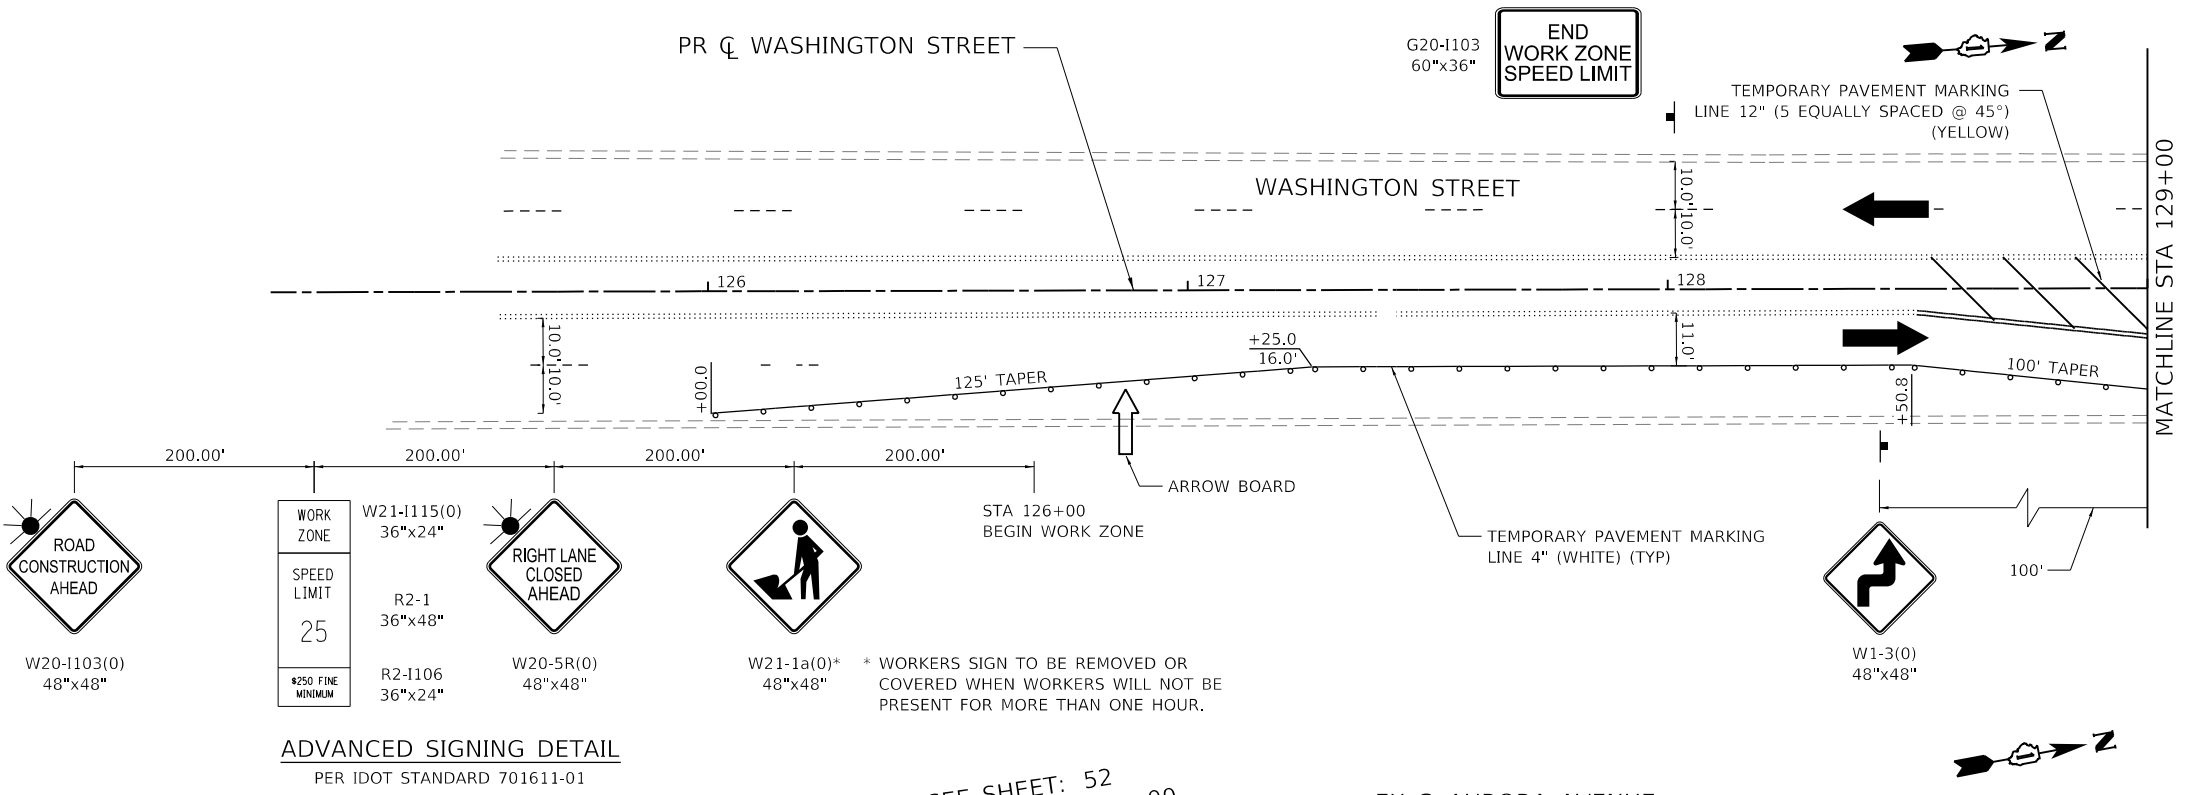 PR ℄ WASHINGTON STREET
G20-I103
60"x36"
END
WORK ZONE
SPEED LIMIT
N
TEMPORARY PAVEMENT MARKING
LINE 12" (5 EQUALLY SPACED @ 45°)
(YELLOW)
MATCHLINE STA 129+00
WASHINGTON STREET
10.0'
10.0'
126
127
128
10.0'
10.0'
11.0'
+25.0
16.0'
+00.0
125' TAPER
100' TAPER
+50.8
200.00'
200.00'
200.00'
200.00'
ARROW BOARD
STA 126+00
BEGIN WORK ZONE
TEMPORARY PAVEMENT MARKING
LINE 4" (WHITE) (TYP)
100'
ROAD
CONSTRUCTION
AHEAD
W20-I103(0)
48"x48"
WORK
ZONE
SPEED
LIMIT
25
$250 FINE
MINIMUM
W21-I115(0)
36"x24"
R2-1
36"x48"
R2-I106
36"x24"
RIGHT LANE
CLOSED
AHEAD
W20-5R(0)
48"x48"
W21-1a(0)*
48"x48"
* WORKERS SIGN TO BE REMOVED OR
COVERED WHEN WORKERS WILL NOT BE
PRESENT FOR MORE THAN ONE HOUR.
W1-3(0)
48"x48"
ADVANCED SIGNING DETAIL
PER IDOT STANDARD 701611-01
N
SHEET: 52